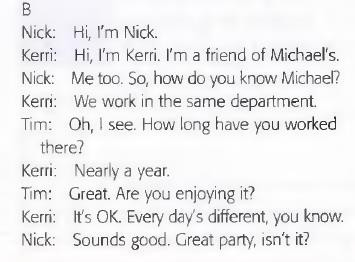 B
Nick: Hi, I'm Nick.
Kerri: Hi, I'm Kerri. I'm a friend of Michael's.
Nick: Me too. So, how do you know Michael?
Kerri: We work in the same department.
Tim: Oh, I see. How long have you worked
there?
Kerri: Nearly a year.
Tim: Great. Are you enjoying it?
Kerri: It's OK. Every day's different, you know.
Nick: Sounds good. Great party, isn't it?